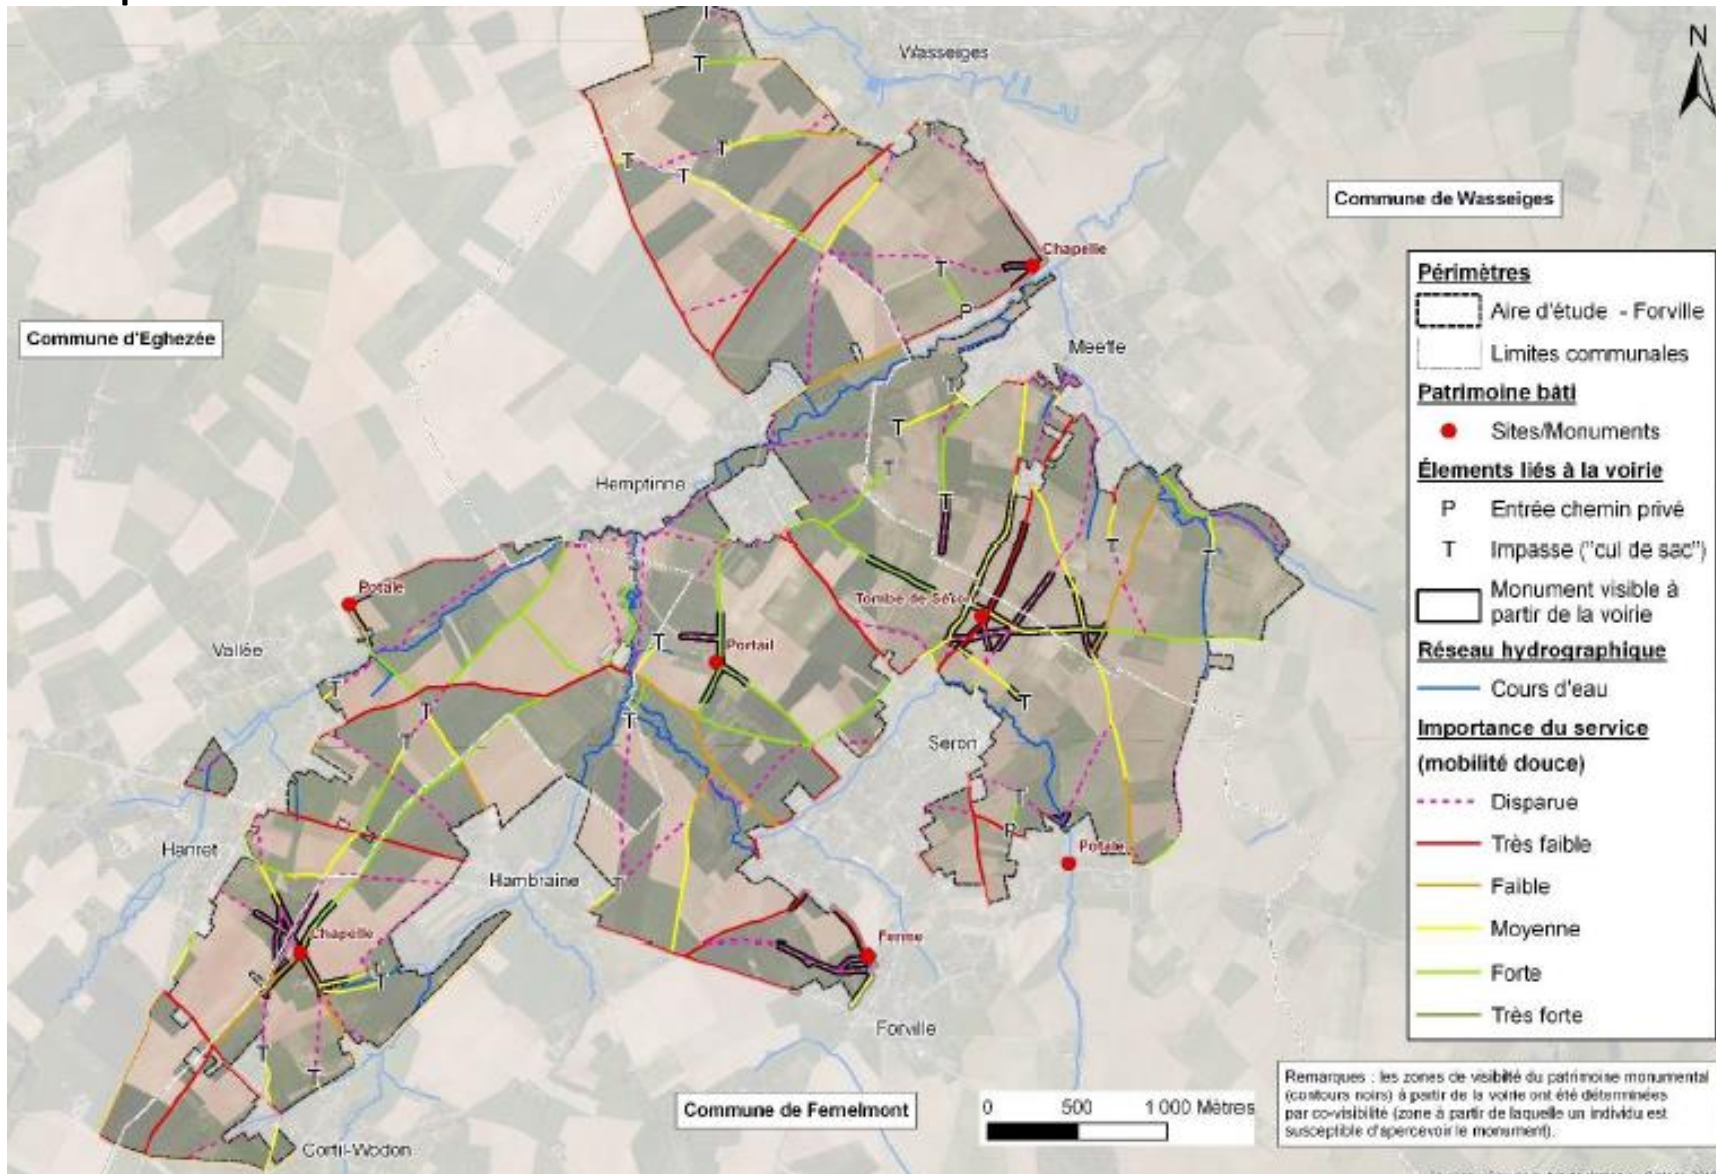 Wasseiges
N
Commune de Wasseiges
Chapelle
Commune d'Eghezée
Meeffe
Hemptinne
Potale
Tombe de Seron
Vallée
Portail
Seron
Hanret
Hambraine
Potale
Chapelle
Ferme
Forville
Cortil-Wodon
Commune de Fernelmont
0 500 1 000 Mètres
Périmètres
Aire d'étude - Forville
Limites communales
Patrimoine bâti
Sites/Monuments
Élements liés à la voirie
P Entrée chemin privé
T Impasse ("cul de sac")
Monument visible à
partir de la voirie
Réseau hydrographique
Cours d'eau
Importance du service
(mobilité douce)
Disparue
Très faible
Faible
Moyenne
Forte
Très forte
Remarques : les zones de visibilté du patrimoine monumental
(contours noirs) à partir de la voirie ont été déterminées
par co-visibilité (zone à partir de laquelle un individu est
susceptible d'apercevoir le monument).